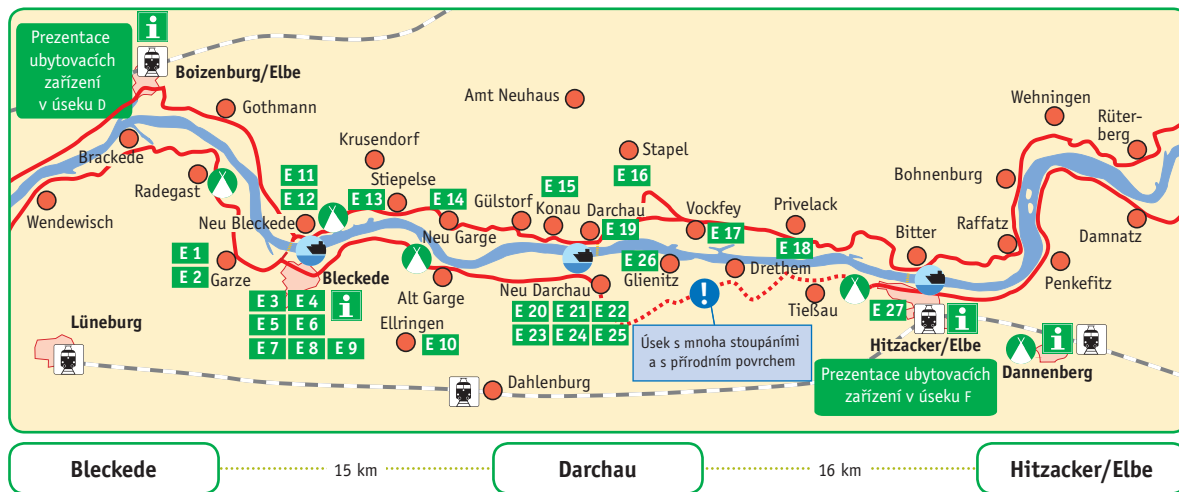 Prezentace
ubytovacích
zařízení
v úseku D
i
Boizenburg/Elbe
Gothmann
Amt Neuhaus
Wehningen
Rüter-
berg
Brackede
Krusendorf
Stapel
E 16
Bohnenburg
Radegast
E 11
E 12
Stiepelse
E 13
E 14
E 15
Gülstorf
Konau
Darchau
E 19
Vockfey
E 17
Privelack
E 18
Bitter
Raffatz
Damnatz
Wendewisch
Neu Bleckede
Neu Garge
E 1
E 2
Garze
Bleckede
E 26
Glienitz
Drethem
Penkefitz
E 3 E 4
E 5 E 6
E 7 E 8 E 9
i
Alt Garge
Neu Darchau
E 20 E 21 E 22
E 23 E 24 E 25
!
Tießau
E 27
Lüneburg
Ellringen
E 10
Úsek s mnoha stoupáními
a s přírodním povrchem
Hitzacker/Elbe
i
i
Dannenberg
Dahlenburg
Prezentace ubytovacích
zařízení v úseku F
Bleckede 15 km Darchau 16 km Hitzacker/Elbe